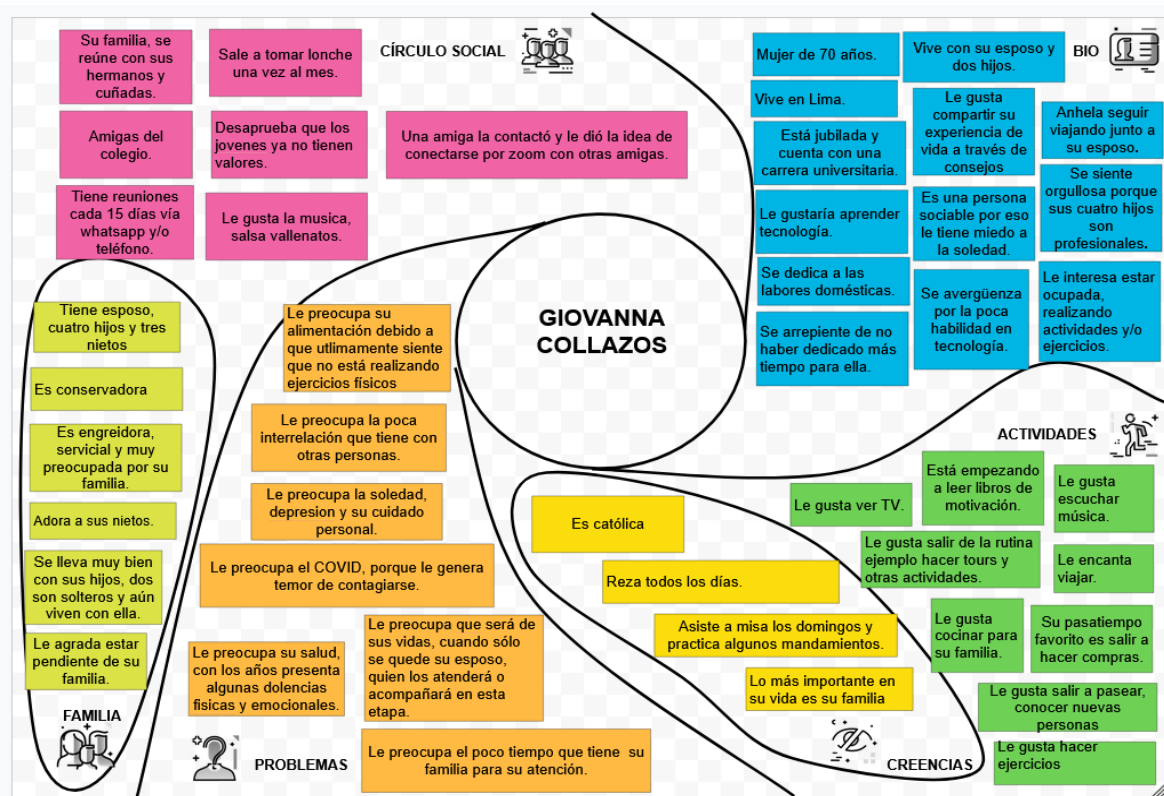 CÍRCULO SOCIAL
Su familia, se
reúne con sus
hermanos y
cuñadas.
Sale a tomar lonche
una vez al mes.
Amigas del
colegio.
Desaprueba que los
jovenes ya no tienen
valores.
Una amiga la contactó y le dió la idea de
conectarse por zoom con otras amigas.
Tiene reuniones
cada 15 días vía
whatsapp y/o
teléfono.
Le gusta la musica,
salsa vallenatos.
BIO
Mujer de 70 años.
Vive con su esposo y
dos hijos.
Vive en Lima.
Le gusta
compartir su
experiencia de
vida a través de
consejos
Anhela seguir
viajando junto a
su esposo.
Está jubilada y
cuenta con una
carrera universitaria.
Se siente
orgullosa porque
sus cuatro hijos
son
profesionales.
Le gustaría aprender
tecnología.
Es una persona
sociable por eso
le tiene miedo a
la soledad.
Se dedica a las
labores domésticas.
Se avergüenza
por la poca
habilidad en
tecnología.
Le interesa estar
ocupada,
realizando
actividades y/o
ejercicios.
Se arrepiente de no
haber dedicado más
tiempo para ella.
GIOVANNA
COLLAZOS
Tiene esposo,
cuatro hijos y tres
nietos
Es conservadora
Es engreidora,
servicial y muy
preocupada por su
familia.
Adora a sus nietos.
Se lleva muy bien
con sus hijos, dos
son solteros y aún
viven con ella.
Le agrada estar
pendiente de su
familia.
FAMILIA
Le preocupa su
alimentación debido a
que utlimamente siente
que no está realizando
ejercicios físicos
Le preocupa la poca
interrelación que tiene con
otras personas.
Le preocupa la soledad,
depresion y su cuidado
personal.
Le preocupa el COVID, porque le genera
temor de contagiarse.
Le preocupa su salud,
con los años presenta
algunas dolencias
fisicas y emocionales.
Le preocupa que será de
sus vidas, cuando sólo
se quede su esposo,
quien los atenderá o
acompañará en esta
etapa.
Le preocupa el poco tiempo que tiene su
familia para su atención.
PROBLEMAS
Es católica
Reza todos los días.
Asiste a misa los domingos y
practica algunos mandamientos.
Lo más importante en
su vida es su familia
CREENCIAS
ACTIVIDADES
Le gusta ver TV.
Está empezando
a leer libros de
motivación.
Le gusta
escuchar
música.
Le gusta salir de la rutina
ejemplo hacer tours y
otras actividades.
Le encanta
viajar.
Le gusta
cocinar para
su familia.
Su pasatiempo
favorito es salir a
hacer compras.
Le gusta salir a pasear,
conocer nuevas
personas
Le gusta hacer
ejercicios